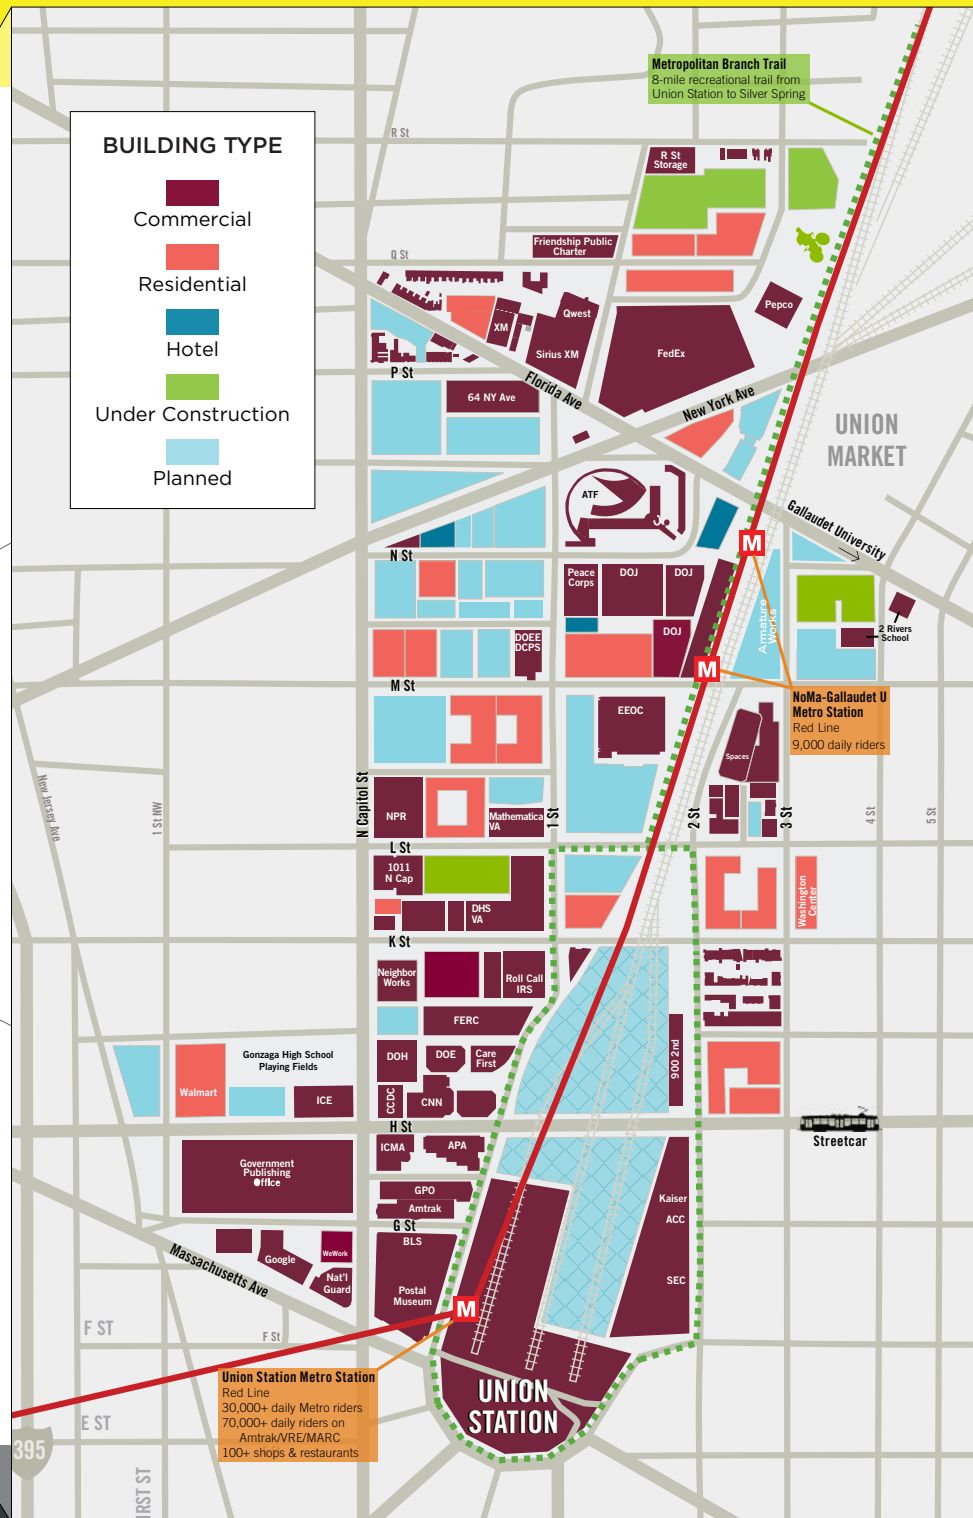 Metropolitan Branch Trail
8-mile recreational trail from
Union Station to Silver Spring
BUILDING TYPE
Commercial
Residential
Hotel
Under Construction
Planned
R St
R St
Storage
Q St
Friendship Public
Charter
Pepco
Qwest
XM
Sirius XM
FedEx
P St
Florida Ave
New York Ave
64 NY Ave
UNION
MARKET
ATF
Gallaudet University
M
N St
Peace
Corps
DOJ
DOJ
DOJ
Armature
Works
2 Rivers
School
DOEE
DCPS
M
M St
NoMa-Gallaudet U
Metro Station
Red Line
9,000 daily riders
EEOC
Spaces
New Jersey Ave
1 St NW
N Capitol St
1 St
2 St
3 St
4 St
5 St
NPR
Mathematica
VA
L St
1011
N Cap
DHS
VA
Washington
Center
K St
Neighbor
Works
Roll Call
IRS
FERC
DOH
DOE
Care
First
900 2nd
Gonzaga High School
Playing Fields
Walmart
ICE
CCDC
CNN
H St
Streetcar
ICMA
APA
Government
Publishing
Office
GPO
Amtrak
G St
Kaiser
ACC
SEC
BLS
Postal
Museum
Massachusetts Ave
Google
WeWork
Nat'l
Guard
M
F ST
F St
Union Station Metro Station
Red Line
30,000+ daily Metro riders
70,000+ daily riders on
Amtrak/VRE/MARC
100+ shops & restaurants
UNION
STATION
E ST
395
IRST ST